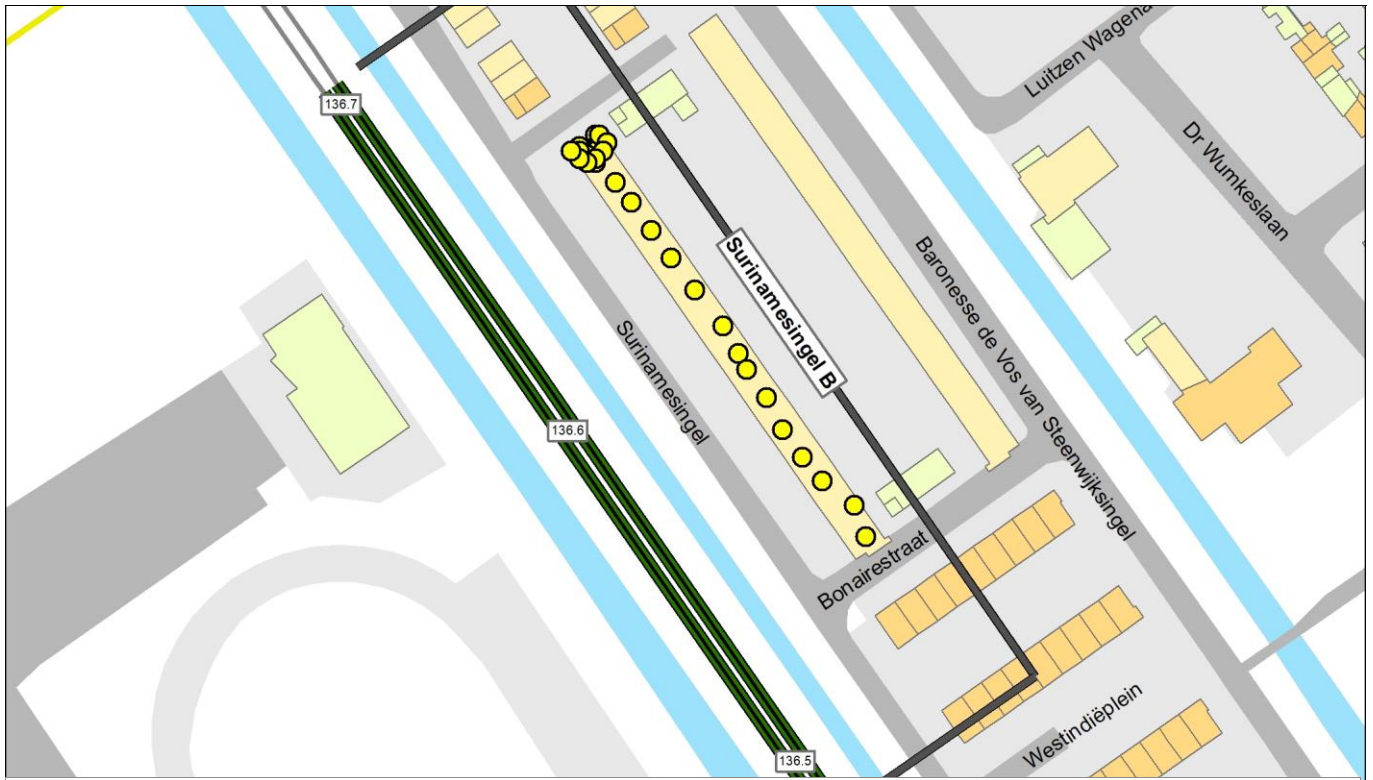 Luitzen Wagena
136.7
Dr Wumkeslaan
Surinamesingel B
Baronesse de Vos van Steenwijksingel
Surinamesingel
136.6
Bonairestraat
Westindiëplein
136.5